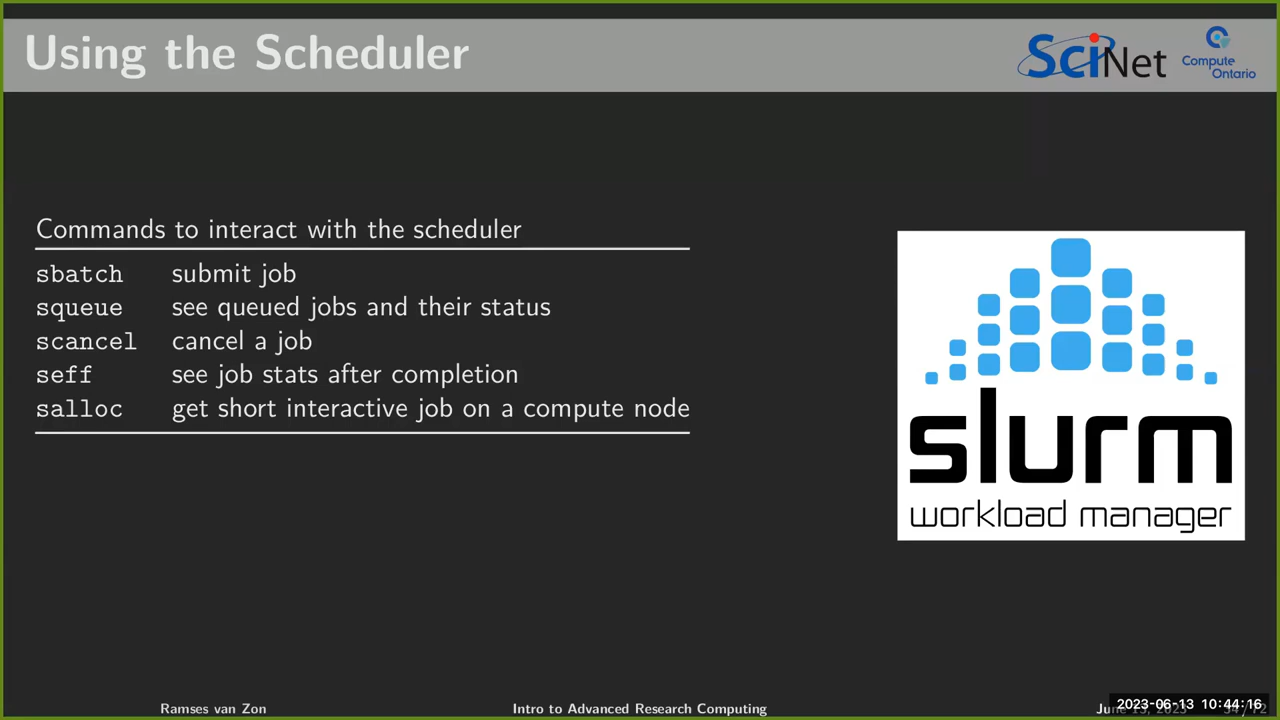 Using the Scheduler
SciNet
Compute
Ontario
Commands to interact with the scheduler
sbatch submit job
squeue see queued jobs and their status
scancel cancel a job
seff see job stats after completion
salloc get short interactive job on a compute node
slurm
workload manager
Ramses van Zon Intro to Advanced Research Computing
2023-06-13 10:44:16